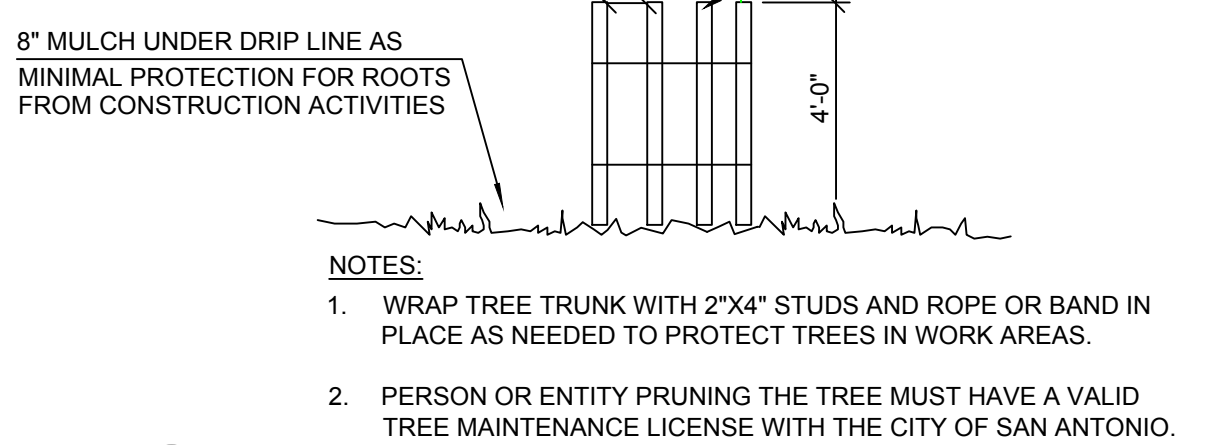 8" MULCH UNDER DRIP LINE AS
MINIMAL PROTECTION FOR ROOTS
FROM CONSTRUCTION ACTIVITIES
4'-0"
NOTES:
1. WRAP TREE TRUNK WITH 2"X4" STUDS AND ROPE OR BAND IN
PLACE AS NEEDED TO PROTECT TREES IN WORK AREAS.
2. PERSON OR ENTITY PRUNING THE TREE MUST HAVE A VALID
TREE MAINTENANCE LICENSE WITH THE CITY OF SAN ANTONIO.